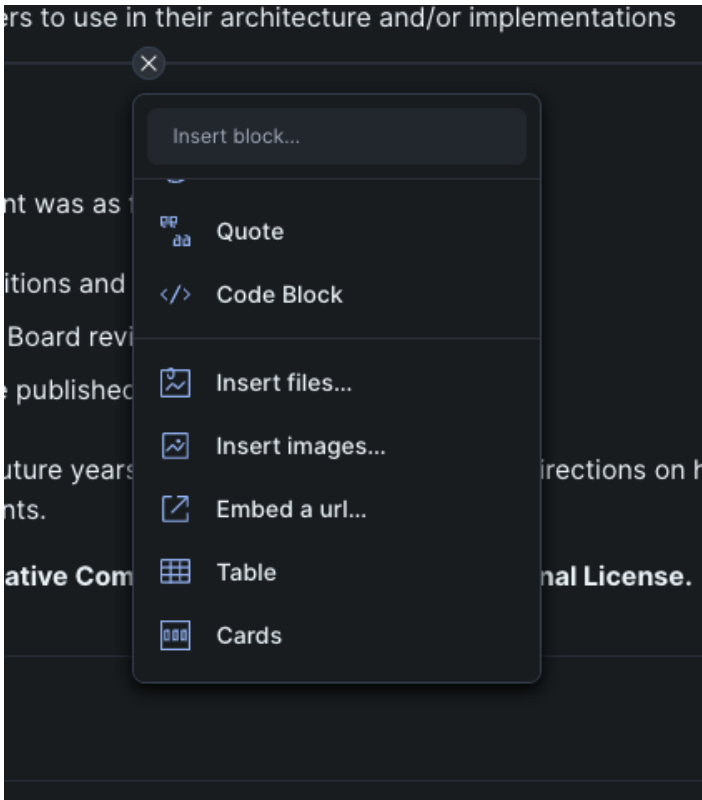 ers to use in their architecture and/or implementations
Insert block...
nt was as f
Quote
itions and
Code Block
Board revi
e published
Insert files...
Insert images...
uture years
irections on h
Embed a url...
nts.
ative Com
Table
nal License.
Cards